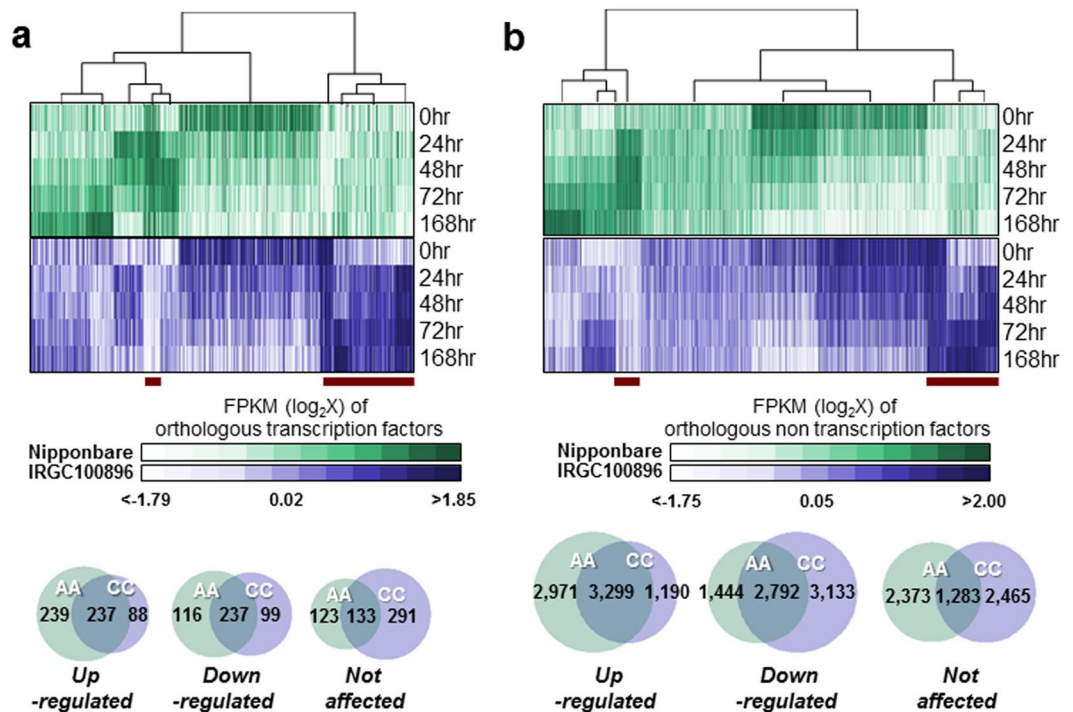 a
0hr
24hr
48hr
72hr
168hr
0hr
24hr
48hr
72hr
168hr
FPKM (log₂X) of
orthologous transcription factors
Nipponbare
IRGC100896
<-1.79 0.02 >1.85
AA CC
239 237 88
Up
-regulated
AA CC
116 237 99
Down
-regulated
AA CC
123 133 291
Not
affected
b
0hr
24hr
48hr
72hr
168hr
0hr
24hr
48hr
72hr
168hr
FPKM (log₂X) of
orthologous non transcription factors
Nipponbare
IRGC100896
<-1.75 0.05 >2.00
AA CC
2,971 3,299 1,190
Up
-regulated
AA CC
1,444 2,792 3,133
Down
-regulated
AA CC
2,373 1,283 2,465
Not
affected